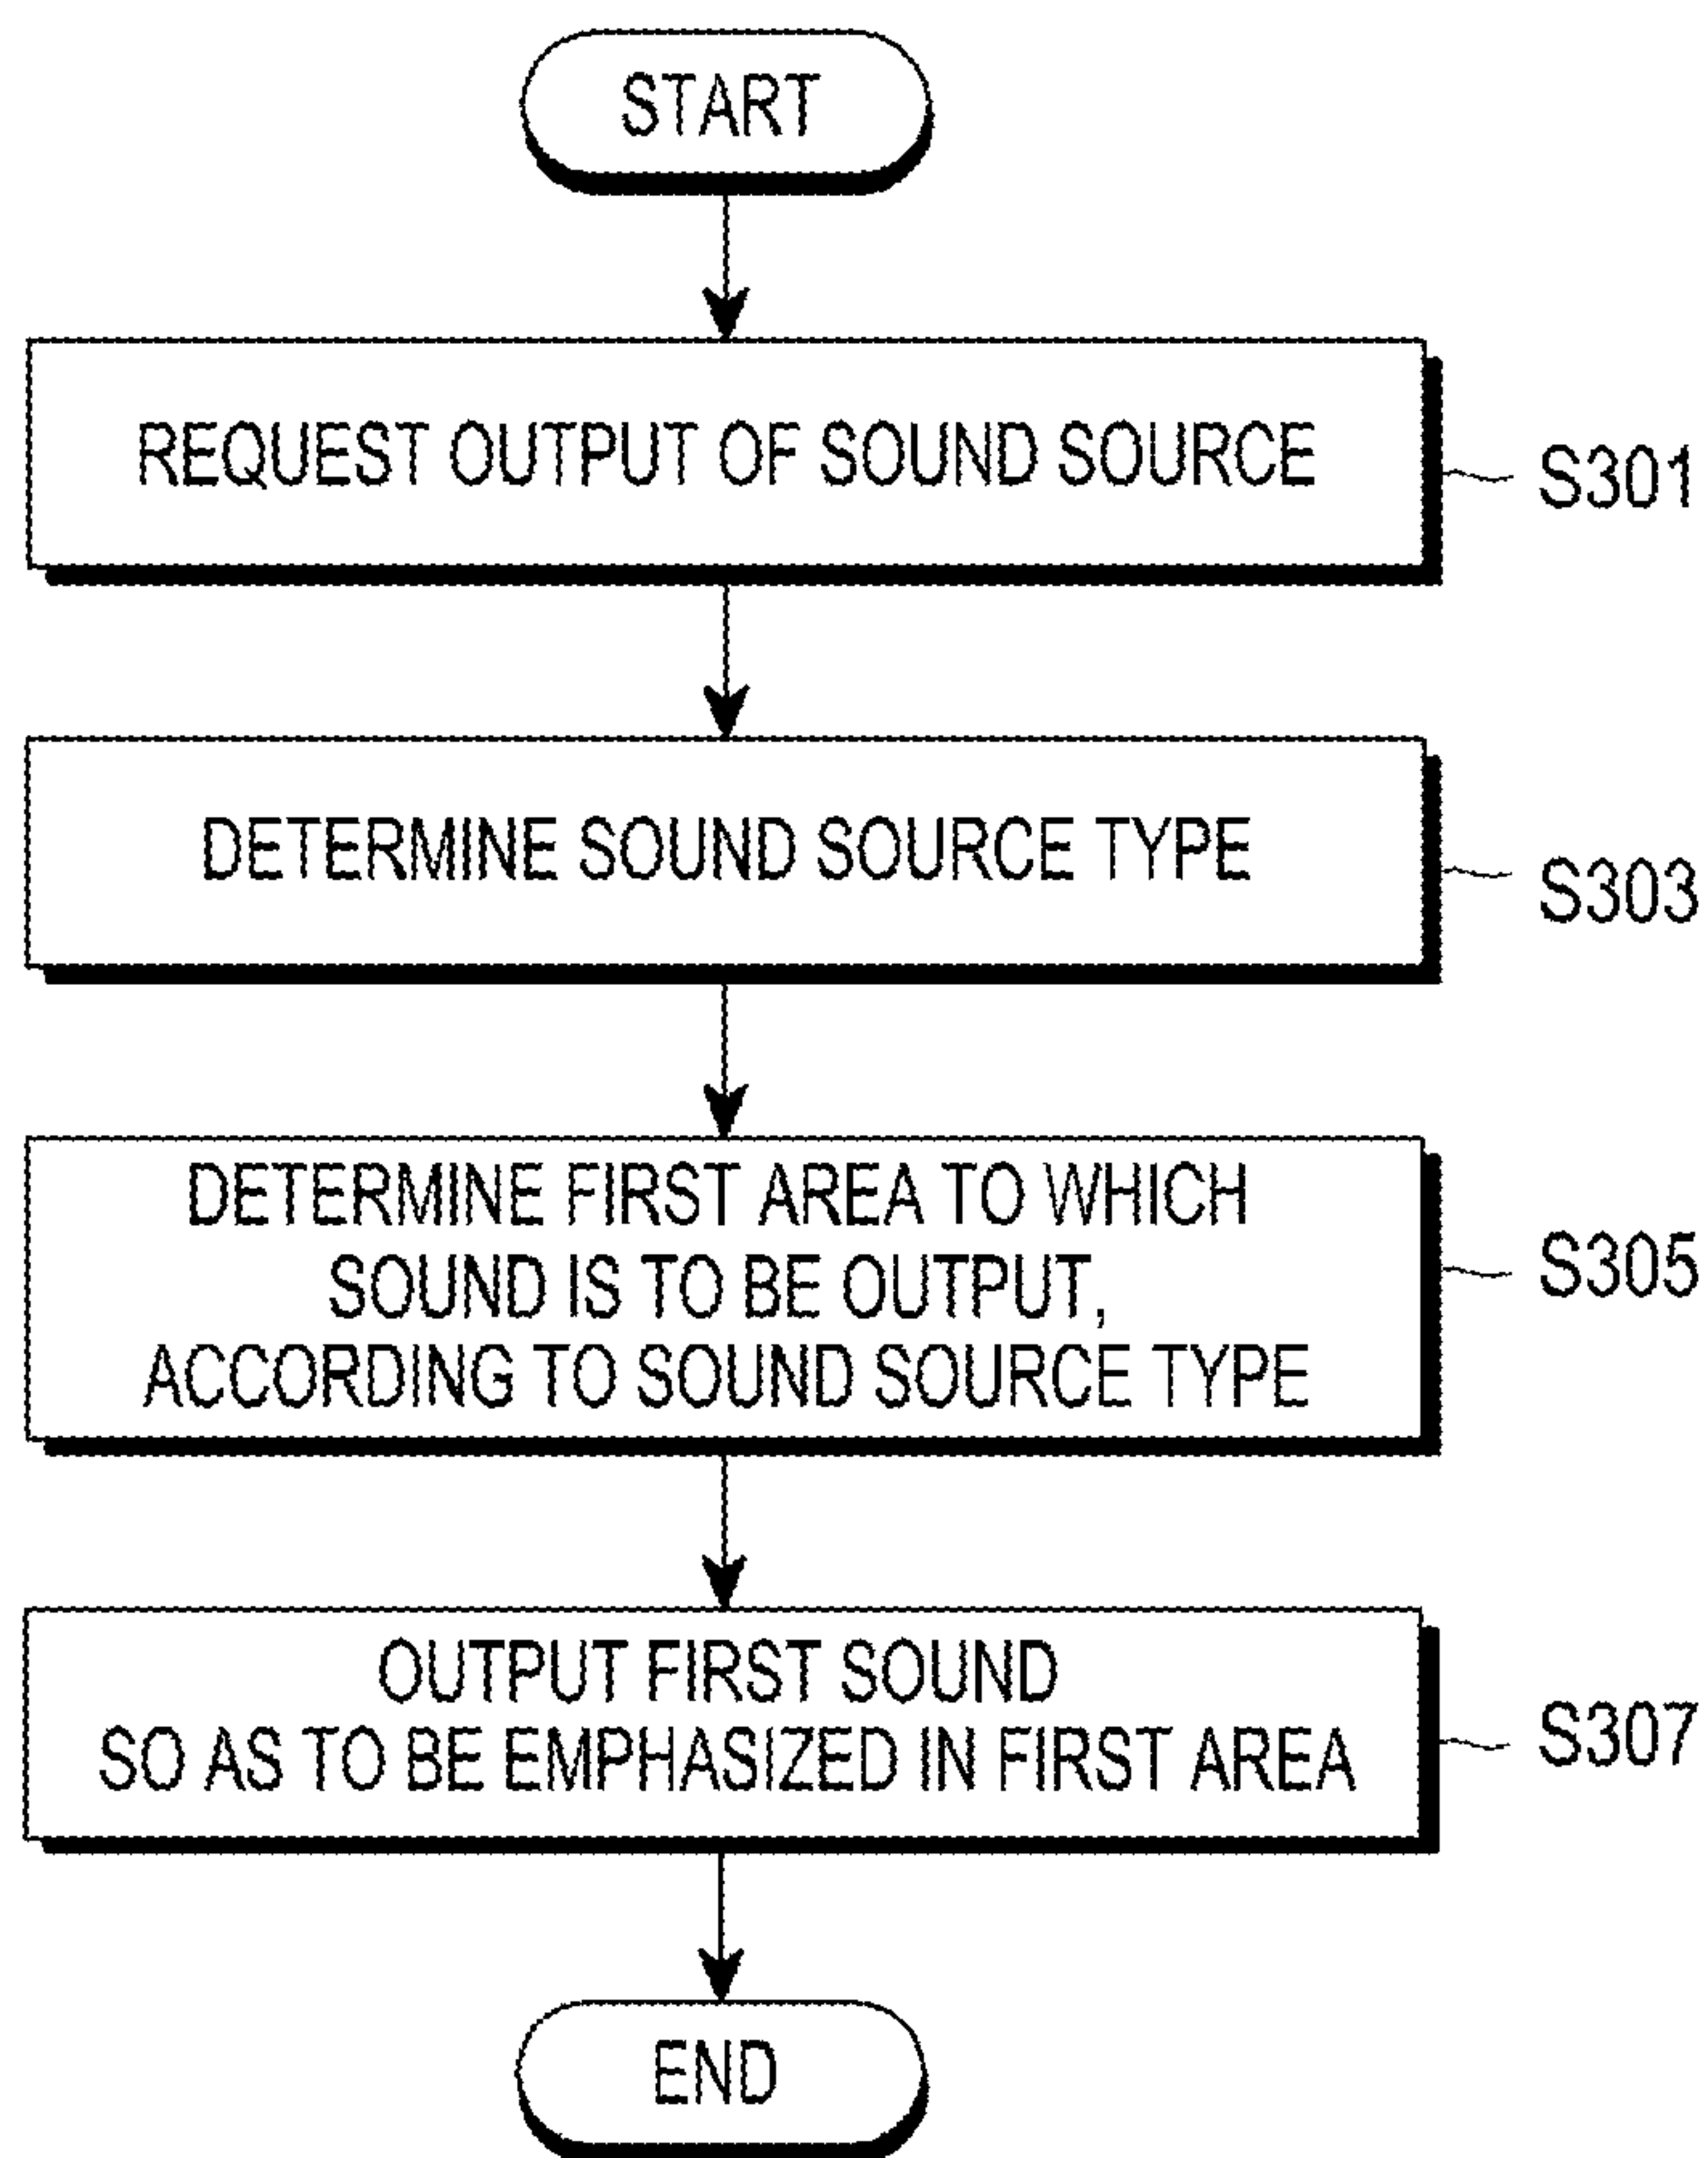 START
REQUEST OUTPUT OF SOUND SOURCE
S301
DETERMINE SOUND SOURCE TYPE
S303
DETERMINE FIRST AREA TO WHICH
SOUND IS TO BE OUTPUT,
ACCORDING TO SOUND SOURCE TYPE
S305
OUTPUT FIRST SOUND
SO AS TO BE EMPHASIZED IN FIRST AREA
S307
END